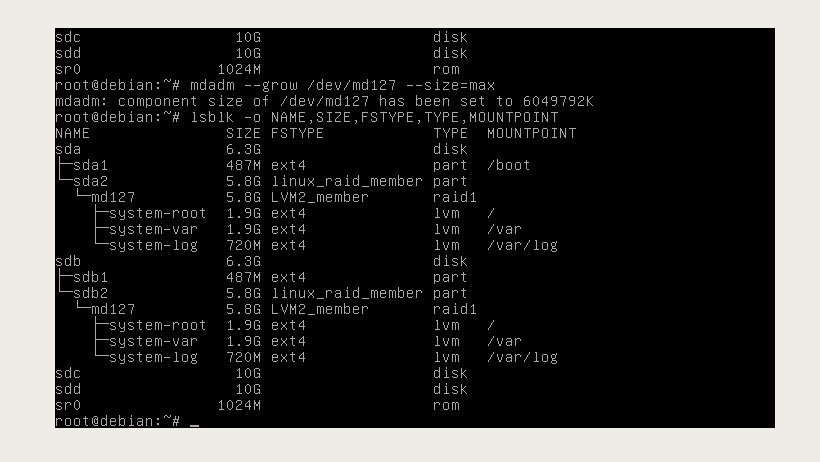 sdc                 10G                   disk
sdd                 10G                   disk
sr0               1024M                   rom
root@debian:~# mdadm --grow /dev/md127 --size=max
mdadm: component size of /dev/md127 has been set to 6049792K
root@debian:~# lsblk -o NAME,SIZE,FSTYPE,TYPE,MOUNTPOINT
NAME               SIZE FSTYPE            TYPE  MOUNTPOINT
sda                6.3G                   disk
├─sda1             487M ext4              part  /boot
└─sda2             5.8G linux_raid_member part
  └─md127          5.8G LVM2_member       raid1
    ├─system-root  1.9G ext4              lvm   /
    ├─system-var   1.9G ext4              lvm   /var
    └─system-log   720M ext4              lvm   /var/log
sdb                6.3G                   disk
├─sdb1             487M ext4              part
└─sdb2             5.8G linux_raid_member part
  └─md127          5.8G LVM2_member       raid1
    ├─system-root  1.9G ext4              lvm   /
    ├─system-var   1.9G ext4              lvm   /var
    └─system-log   720M ext4              lvm   /var/log
sdc                 10G                   disk
sdd                 10G                   disk
sr0               1024M                   rom
root@debian:~# _